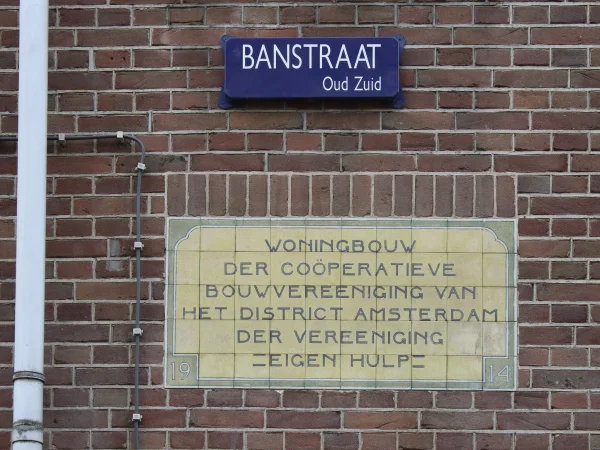 BANSTRAAT
Oud Zuid
WONINGBOUW
DER COÖPERATIEVE
BOUWVEREENIGING VAN
HET DISTRICT AMSTERDAM
DER VEREENIGING
=EIGEN HULP=
19 14